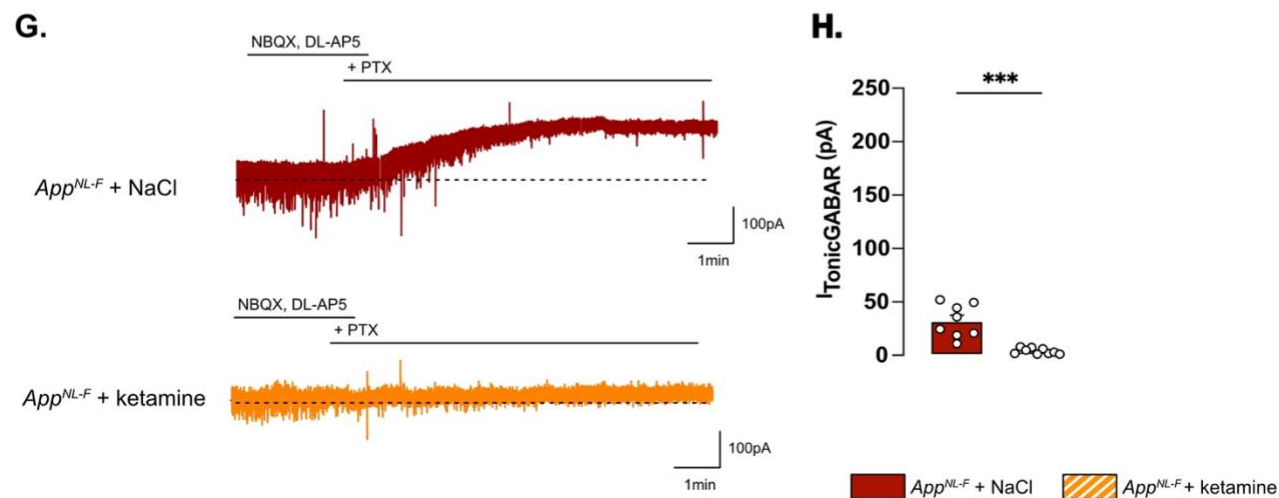 G.
NBQX, DL-AP5
+ PTX
App^NL-F + NaCl
100pA
1min
NBQX, DL-AP5
+ PTX
App^NL-F + ketamine
100pA
1min
H.
***
250
200
150
100
50
0
I_TonicGABAR (pA)
App^NL-F + NaCl
App^NL-F + ketamine